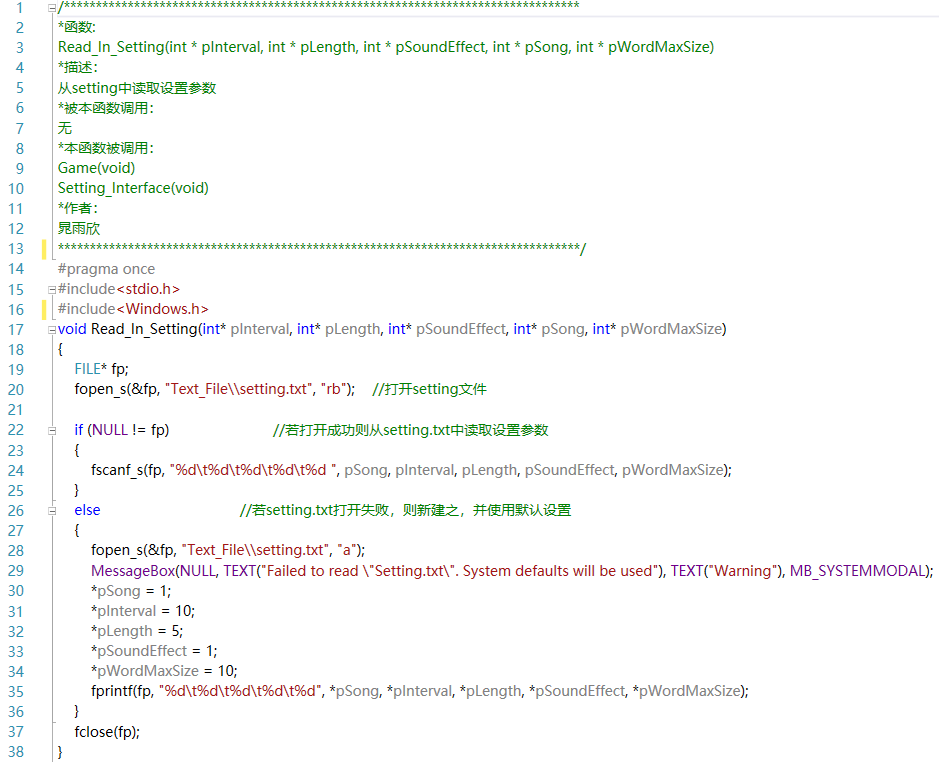 1 /*********************************************************************************
2 *函数:
3 Read_In_Setting(int * pInterval, int * pLength, int * pSoundEffect, int * pSong, int * pWordMaxSize)
4 *描述：
5 从setting中读取设置参数
6 *被本函数调用：
7 无
8 *本函数被调用：
9 Game(void)
10 Setting_Interface(void)
11 *作者：
12 晁雨欣
13 **********************************************************************************/
14 #pragma once
15 #include<stdio.h>
16 #include<Windows.h>
17 void Read_In_Setting(int* pInterval, int* pLength, int* pSoundEffect, int* pSong, int* pWordMaxSize)
18 {
19 FILE* fp;
20 fopen_s(&fp, "Text_File\\setting.txt", "rb"); //打开setting文件
21
22 if (NULL != fp) //若打开成功则从setting.txt中读取设置参数
23 {
24 fscanf_s(fp, "%d\t%d\t%d\t%d\t%d ", pSong, pInterval, pLength, pSoundEffect, pWordMaxSize);
25 }
26 else //若setting.txt打开失败，则新建之，并使用默认设置
27 {
28 fopen_s(&fp, "Text_File\\setting.txt", "a");
29 MessageBox(NULL, TEXT("Failed to read \"Setting.txt\". System defaults will be used"), TEXT("Warning"), MB_SYSTEMMODAL);
30 *pSong = 1;
31 *pInterval = 10;
32 *pLength = 5;
33 *pSoundEffect = 1;
34 *pWordMaxSize = 10;
35 fprintf(fp, "%d\t%d\t%d\t%d\t%d", *pSong, *pInterval, *pLength, *pSoundEffect, *pWordMaxSize);
36 }
37 fclose(fp);
38 }